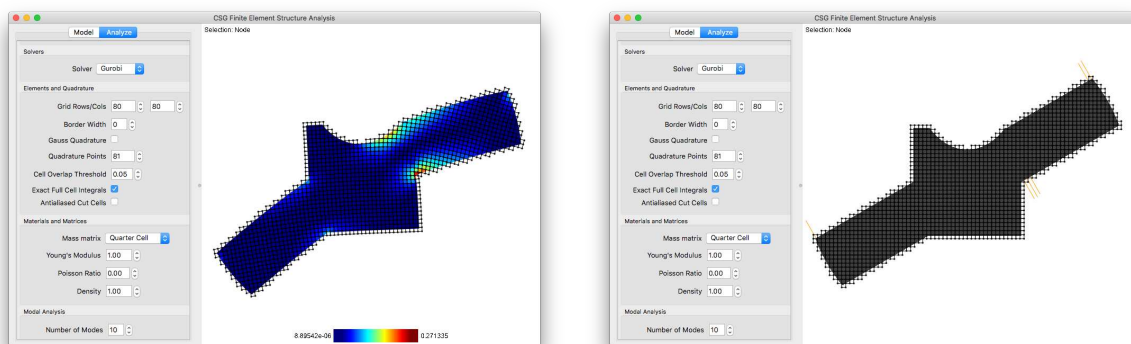 CSG Finite Element Structure Analysis
Model Analyze
Selection: Node
Solvers
Solver Gurobi
Elements and Quadrature
Grid Rows/Cols 80 80
Border Width 0
Gauss Quadrature
Quadrature Points 81
Cell Overlap Threshold 0.05
Exact Full Cell Integrals
Antialiased Cut Cells
Materials and Matrices
Mass matrix Quarter Cell
Young's Modulus 1.00
Poisson Ratio 0.00
Density 1.00
Modal Analysis
Number of Modes 10
8.89542e-06 0.271335
CSG Finite Element Structure Analysis
Model Analyze
Selection: Node
Solvers
Solver Gurobi
Elements and Quadrature
Grid Rows/Cols 80 80
Border Width 0
Gauss Quadrature
Quadrature Points 81
Cell Overlap Threshold 0.05
Exact Full Cell Integrals
Antialiased Cut Cells
Materials and Matrices
Mass matrix Quarter Cell
Young's Modulus 1.00
Poisson Ratio 0.00
Density 1.00
Modal Analysis
Number of Modes 10